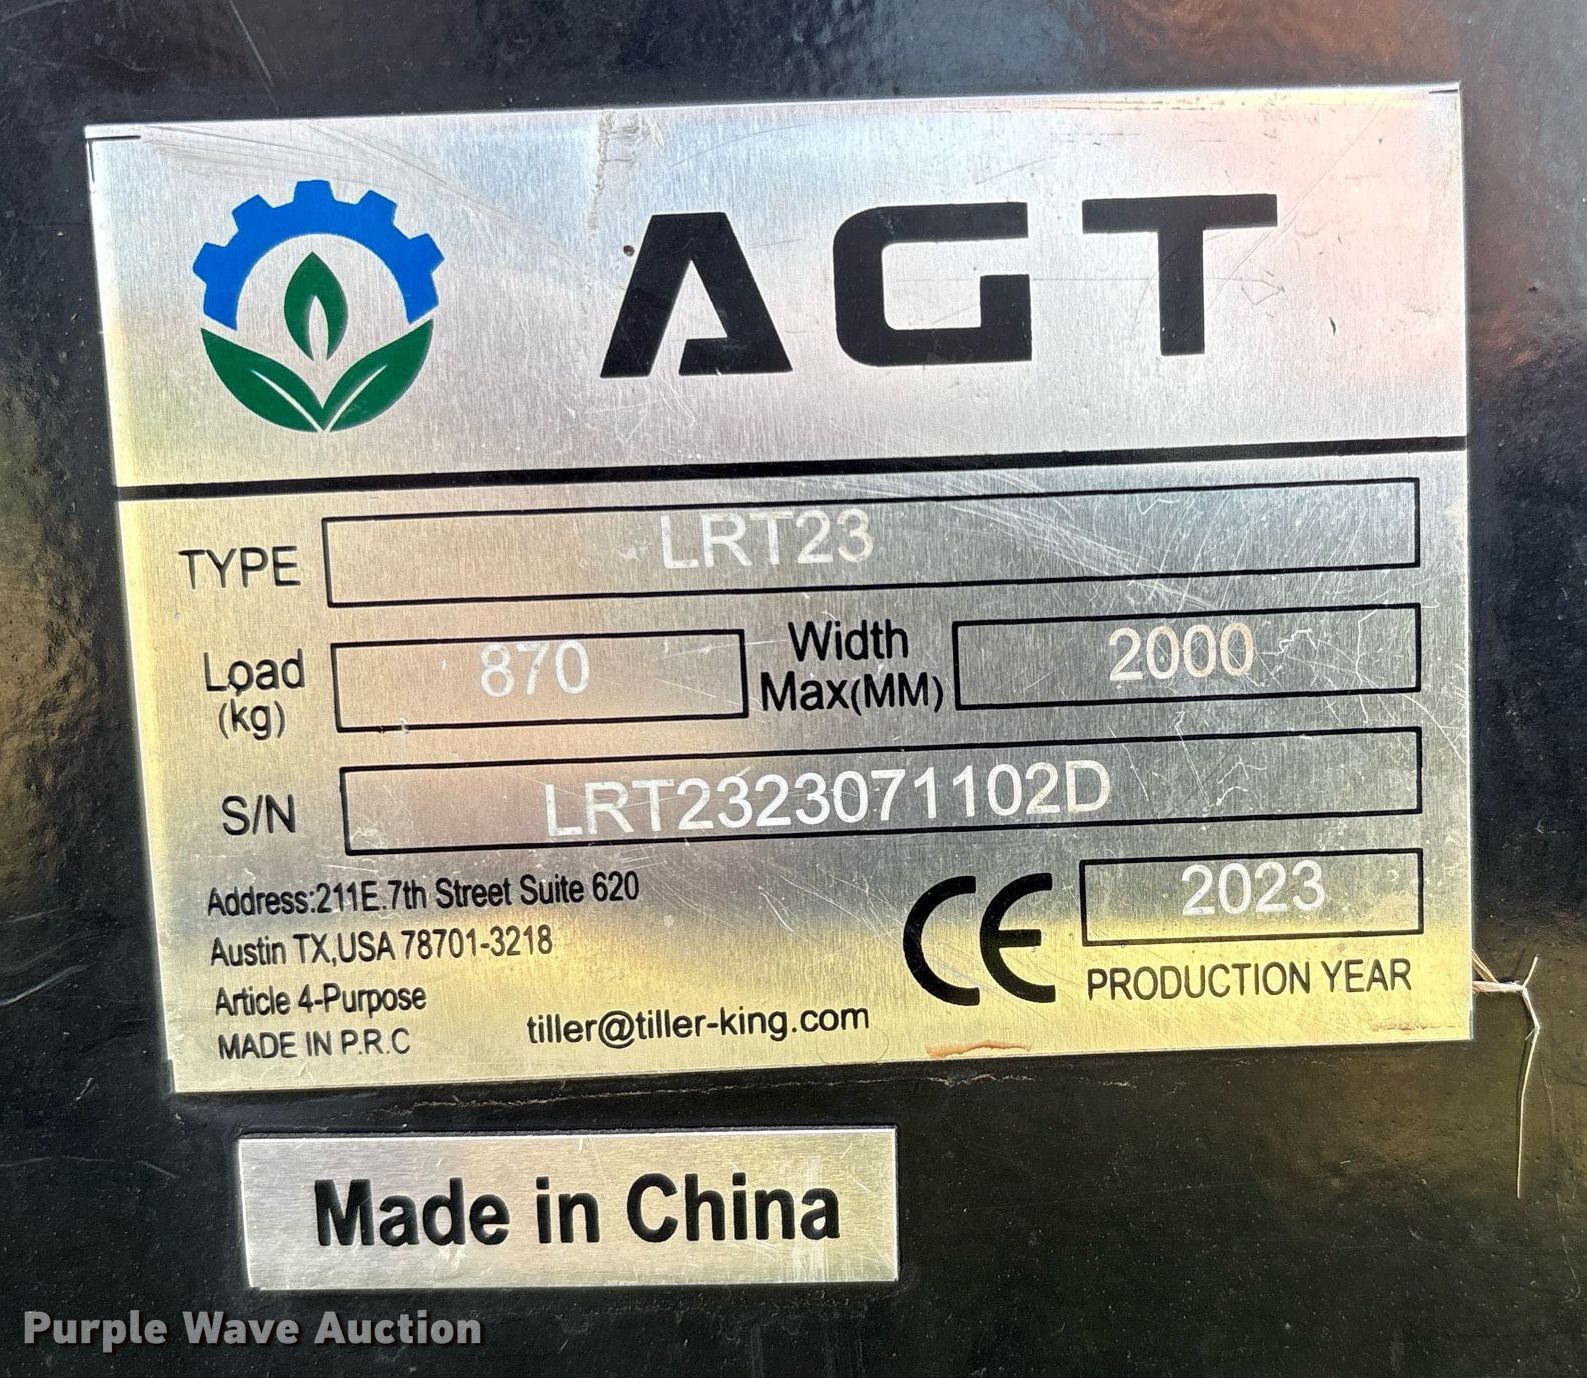 AGT
TYPE LRT23
Load (kg) 870 Width Max(MM) 2000
S/N LRT2323071102D
Address:211E.7th Street Suite 620
Austin TX,USA 78701-3218
Article 4-Purpose
MADE IN P.R.C
tiller@tiller-king.com
CE
2023
PRODUCTION YEAR
Made in China
Purple Wave Auction